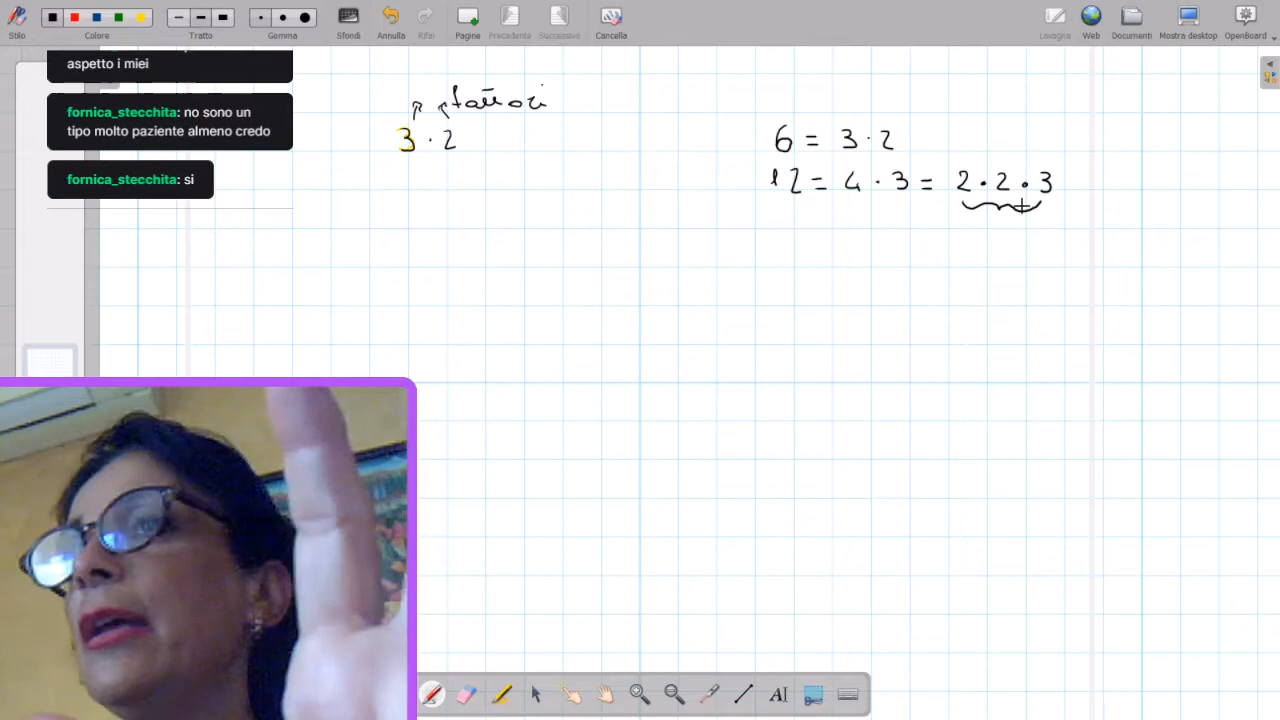 Stilo
Colore
Tratto
Gomma
Sfondi
Annulla
Rifai
Pagine
Precedente
Successivo
Cancella
Lavagna
Web
Documenti
Mostra desktop
OpenBoard
aspetto i miei
fornica_stecchita: no sono un
tipo molto paziente almeno credo
fornica_stecchita: si
fattori
3 · 2
6 = 3 · 2
12 = 4 · 3 = 2 · 2 · 3
AI